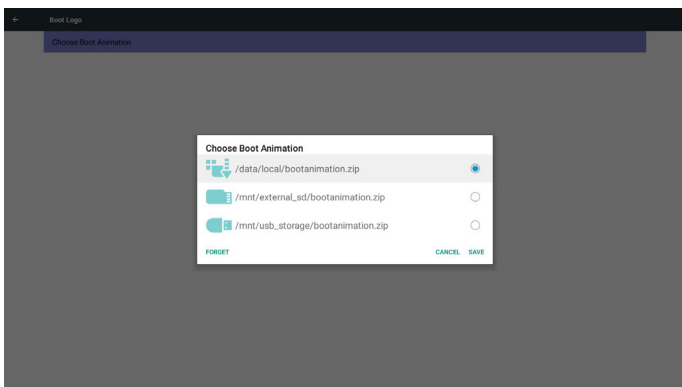 Boot Logo
Choose Boot Animation
Choose Boot Animation
/data/local/bootanimation.zip
/mnt/external_sd/bootanimation.zip
/mnt/usb_storage/bootanimation.zip
FORGET CANCEL SAVE